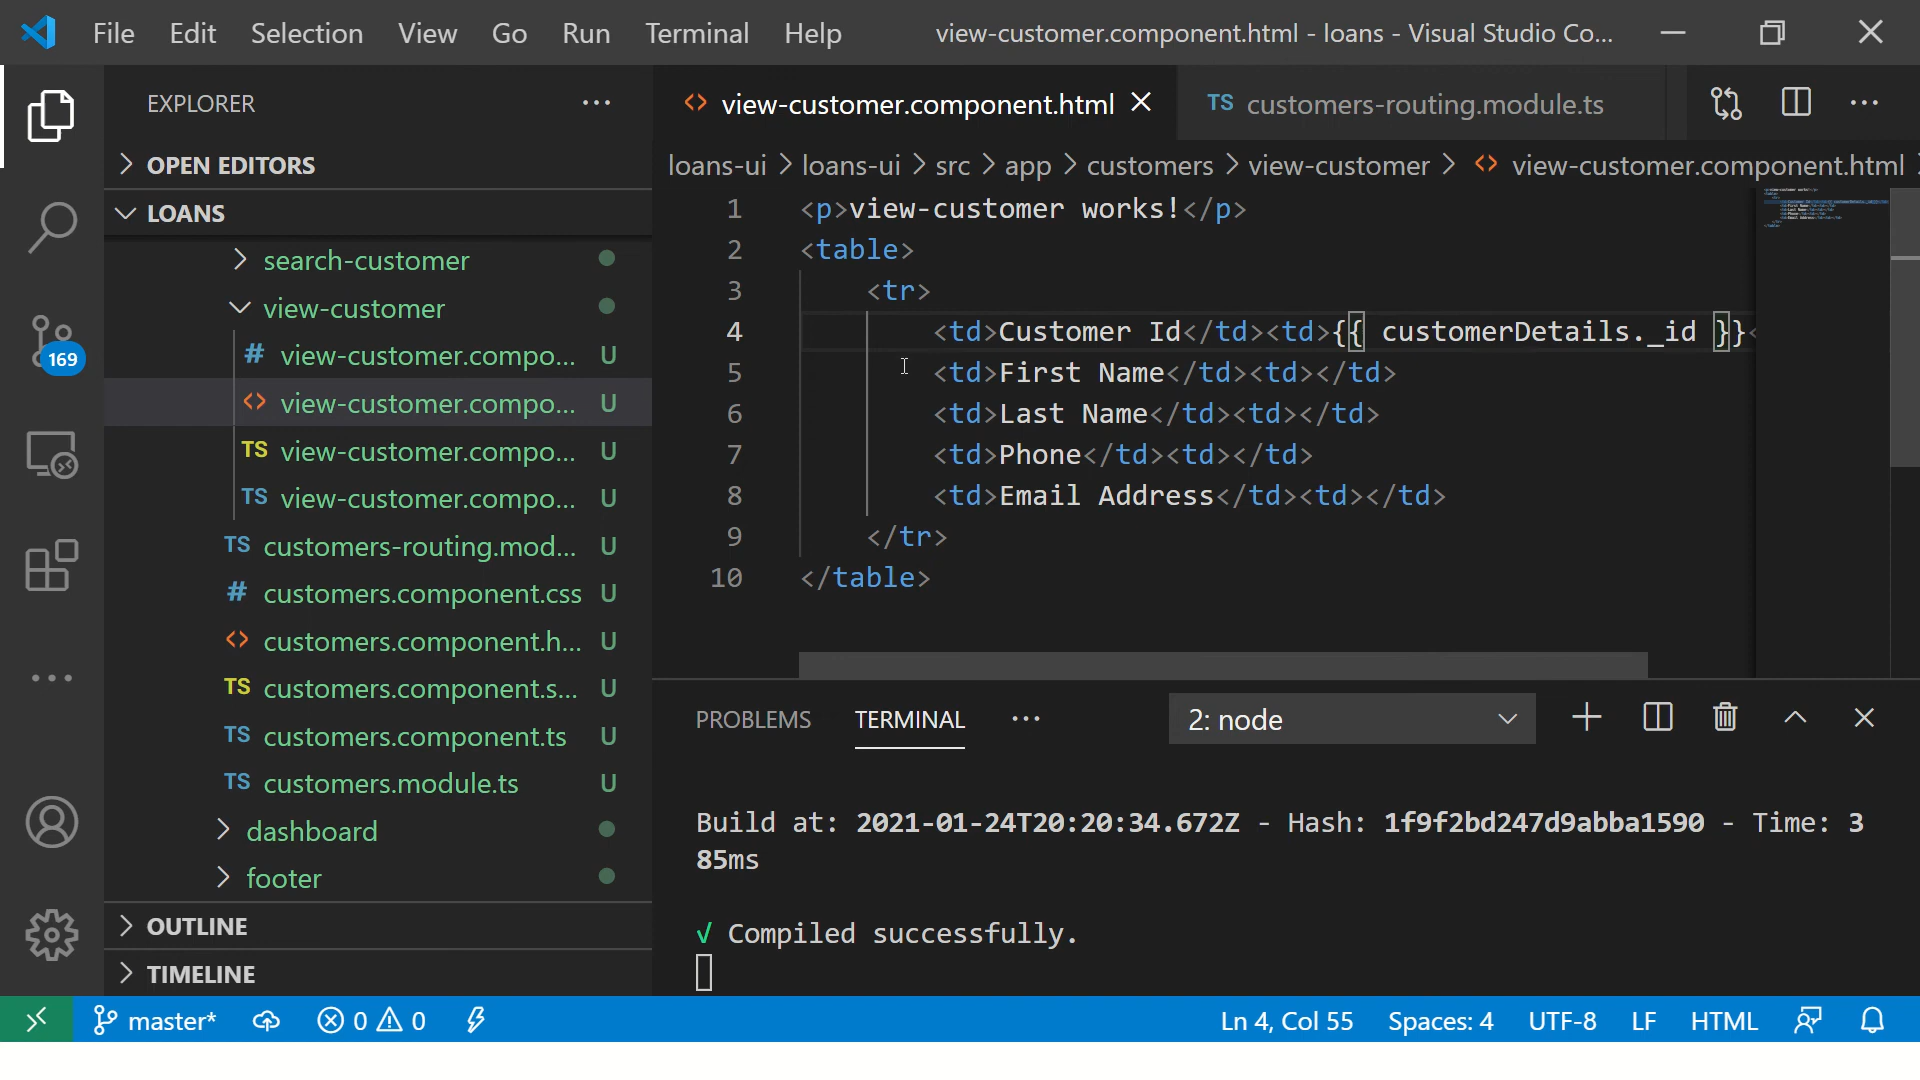 File Edit Selection View Go Run Terminal Help view-customer.component.html - loans - Visual Studio Co...
EXPLORER
OPEN EDITORS
LOANS
search-customer
view-customer
# view-customer.compo... U
<> view-customer.compo... U
TS view-customer.compo... U
TS view-customer.compo... U
TS customers-routing.mod... U
# customers.component.css U
<> customers.component.h... U
TS customers.component.s... U
TS customers.component.ts U
TS customers.module.ts U
dashboard
footer
OUTLINE
TIMELINE
169
<> view-customer.component.html TS customers-routing.module.ts
loans-ui > loans-ui > src > app > customers > view-customer > <> view-customer.component.html
1 <p>view-customer works!</p>
2 <table>
3 <tr>
4 <td>Customer Id</td><td>{{ customerDetails._id }}<
5 <td>First Name</td><td></td>
6 <td>Last Name</td><td></td>
7 <td>Phone</td><td></td>
8 <td>Email Address</td><td></td>
9 </tr>
10 </table>
PROBLEMS TERMINAL ... 2: node
Build at: 2021-01-24T20:20:34.672Z - Hash: 1f9f2bd247d9abba1590 - Time: 3
85ms
√ Compiled successfully.
master* 0 0 Ln 4, Col 55 Spaces: 4 UTF-8 LF HTML